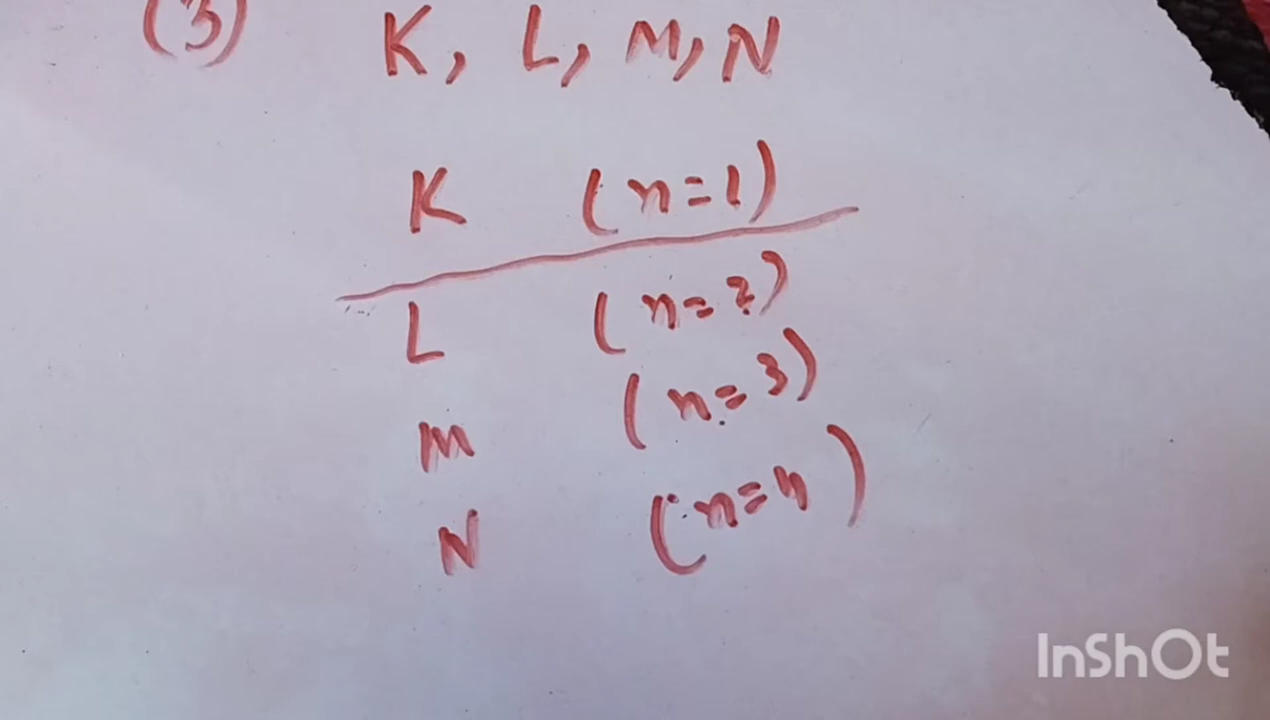 (3) K, L, M, N
K (n=1)
L (n=2)
M (n=3)
N (n=4)
InShOt